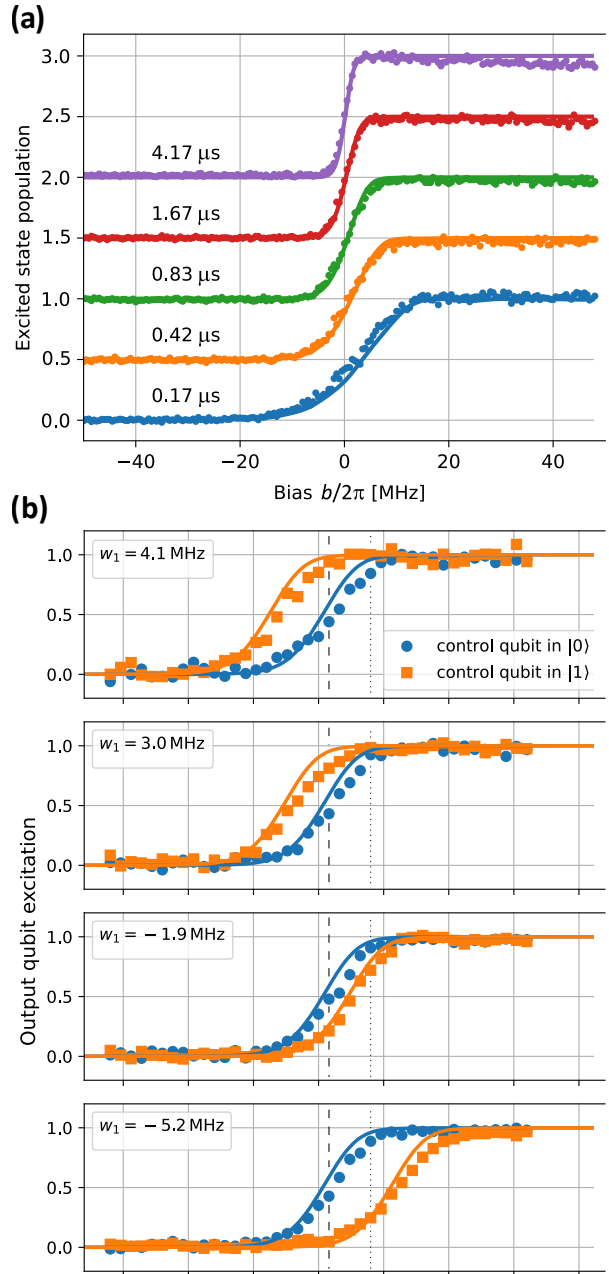 (a)
3.0
2.5
2.0
1.5
1.0
0.5
0.0
Excited state population
4.17 μs
1.67 μs
0.83 μs
0.42 μs
0.17 μs
−40
−20
0
20
40
Bias b/2π [MHz]
(b)
Output qubit excitation
1.0
0.5
0.0
w₁ = 4.1 MHz
control qubit in |0⟩
control qubit in |1⟩
1.0
0.5
0.0
w₁ = 3.0 MHz
1.0
0.5
0.0
w₁ = −1.9 MHz
1.0
0.5
0.0
w₁ = −5.2 MHz